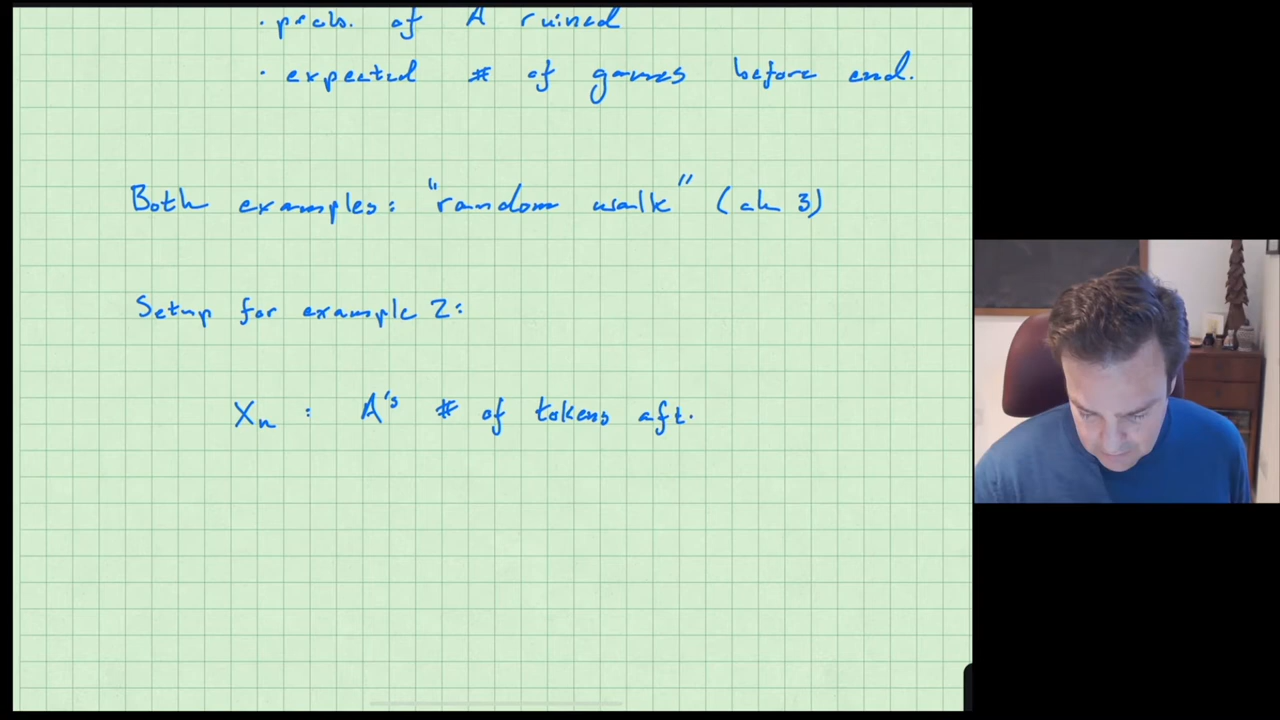 · prob. of A ruined
· expected # of games before end.
Both examples: "random walk" (ch 3)
Setup for example 2:
Xn : A's # of tokens aft.